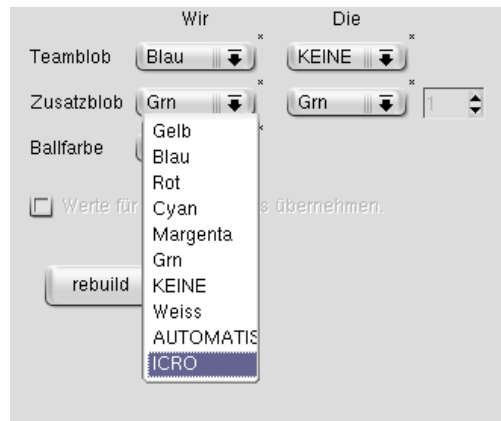 Wir Die
Teamblob Blau KEINE
Zusatzblob Grn Grn 1
Ballfarbe
Gelb
Blau
Rot
Cyan
Margenta
Grn
KEINE
Weiss
AUTOMATIS
ICRO
Werte für s übernehmen.
rebuild